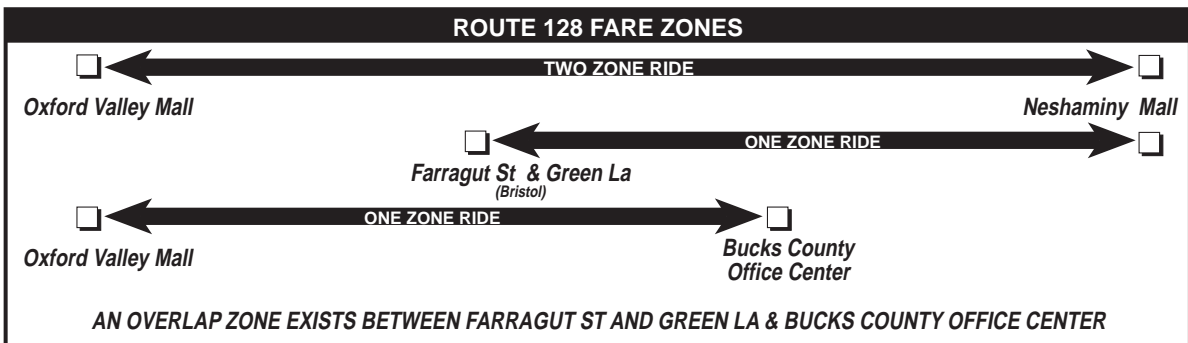 ROUTE 128 FARE ZONES
TWO ZONE RIDE
Oxford Valley Mall
Neshaminy Mall
ONE ZONE RIDE
Farragut St & Green La
(Bristol)
ONE ZONE RIDE
Oxford Valley Mall
Bucks County
Office Center
AN OVERLAP ZONE EXISTS BETWEEN FARRAGUT ST AND GREEN LA & BUCKS COUNTY OFFICE CENTER